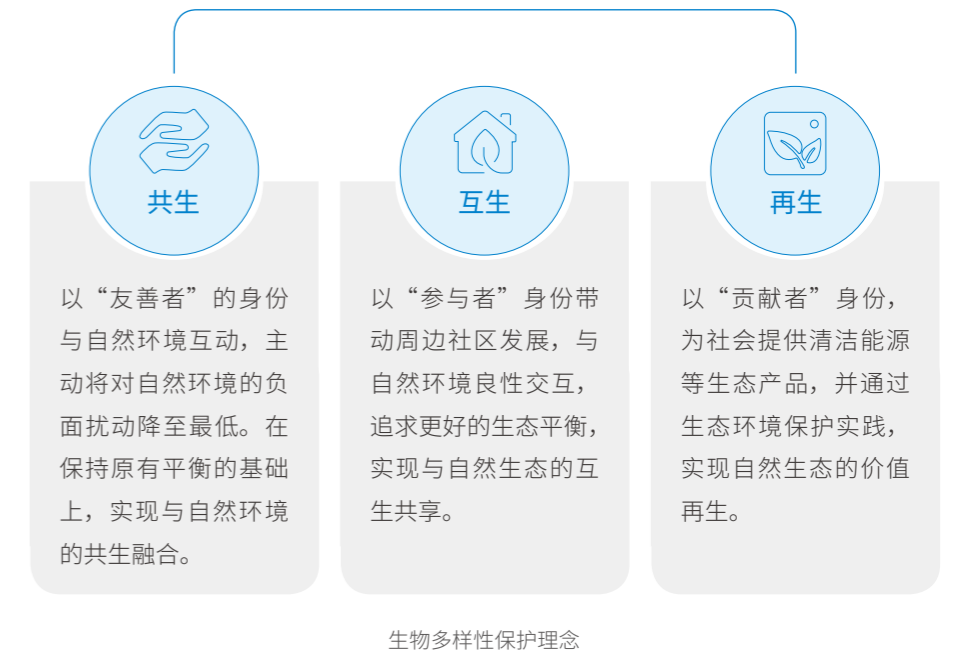 共生
以“友善者”的身份
与自然环境互动，主
动将对自然环境的负
面扰动降至最低。在
保持原有平衡的基础
上，实现与自然环境
的共生融合。
互生
以“参与者”身份带
动周边社区发展，与
自然环境良性交互，
追求更好的生态平衡，
实现与自然生态的互
生共享。
再生
以“贡献者”身份，
为社会提供清洁能源
等生态产品，并通过
生态环境保护实践，
实现自然生态的价值
再生。
生物多样性保护理念